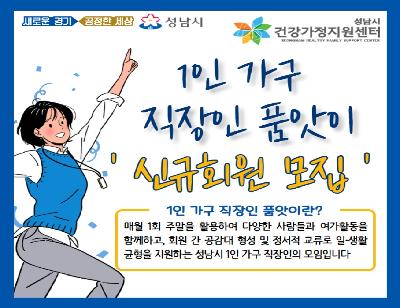 새로운 경기 공정한 세상 성남시
성남시
건강가정지원센터
SEONGNAM HEALTHY FAMILY SUPPORT CENTER
1인 가구
직장인 품앗이
' 신규회원 모집 '
1인 가구 직장인 품앗이란?
매월 1회 주말을 활용하여 다양한 사람들과 여가활동을
함께하고, 회원 간 공감대 형성 및 정서적 교류로 일-생활
균형을 지원하는 성남시 1인 가구 직장인의 모임입니다